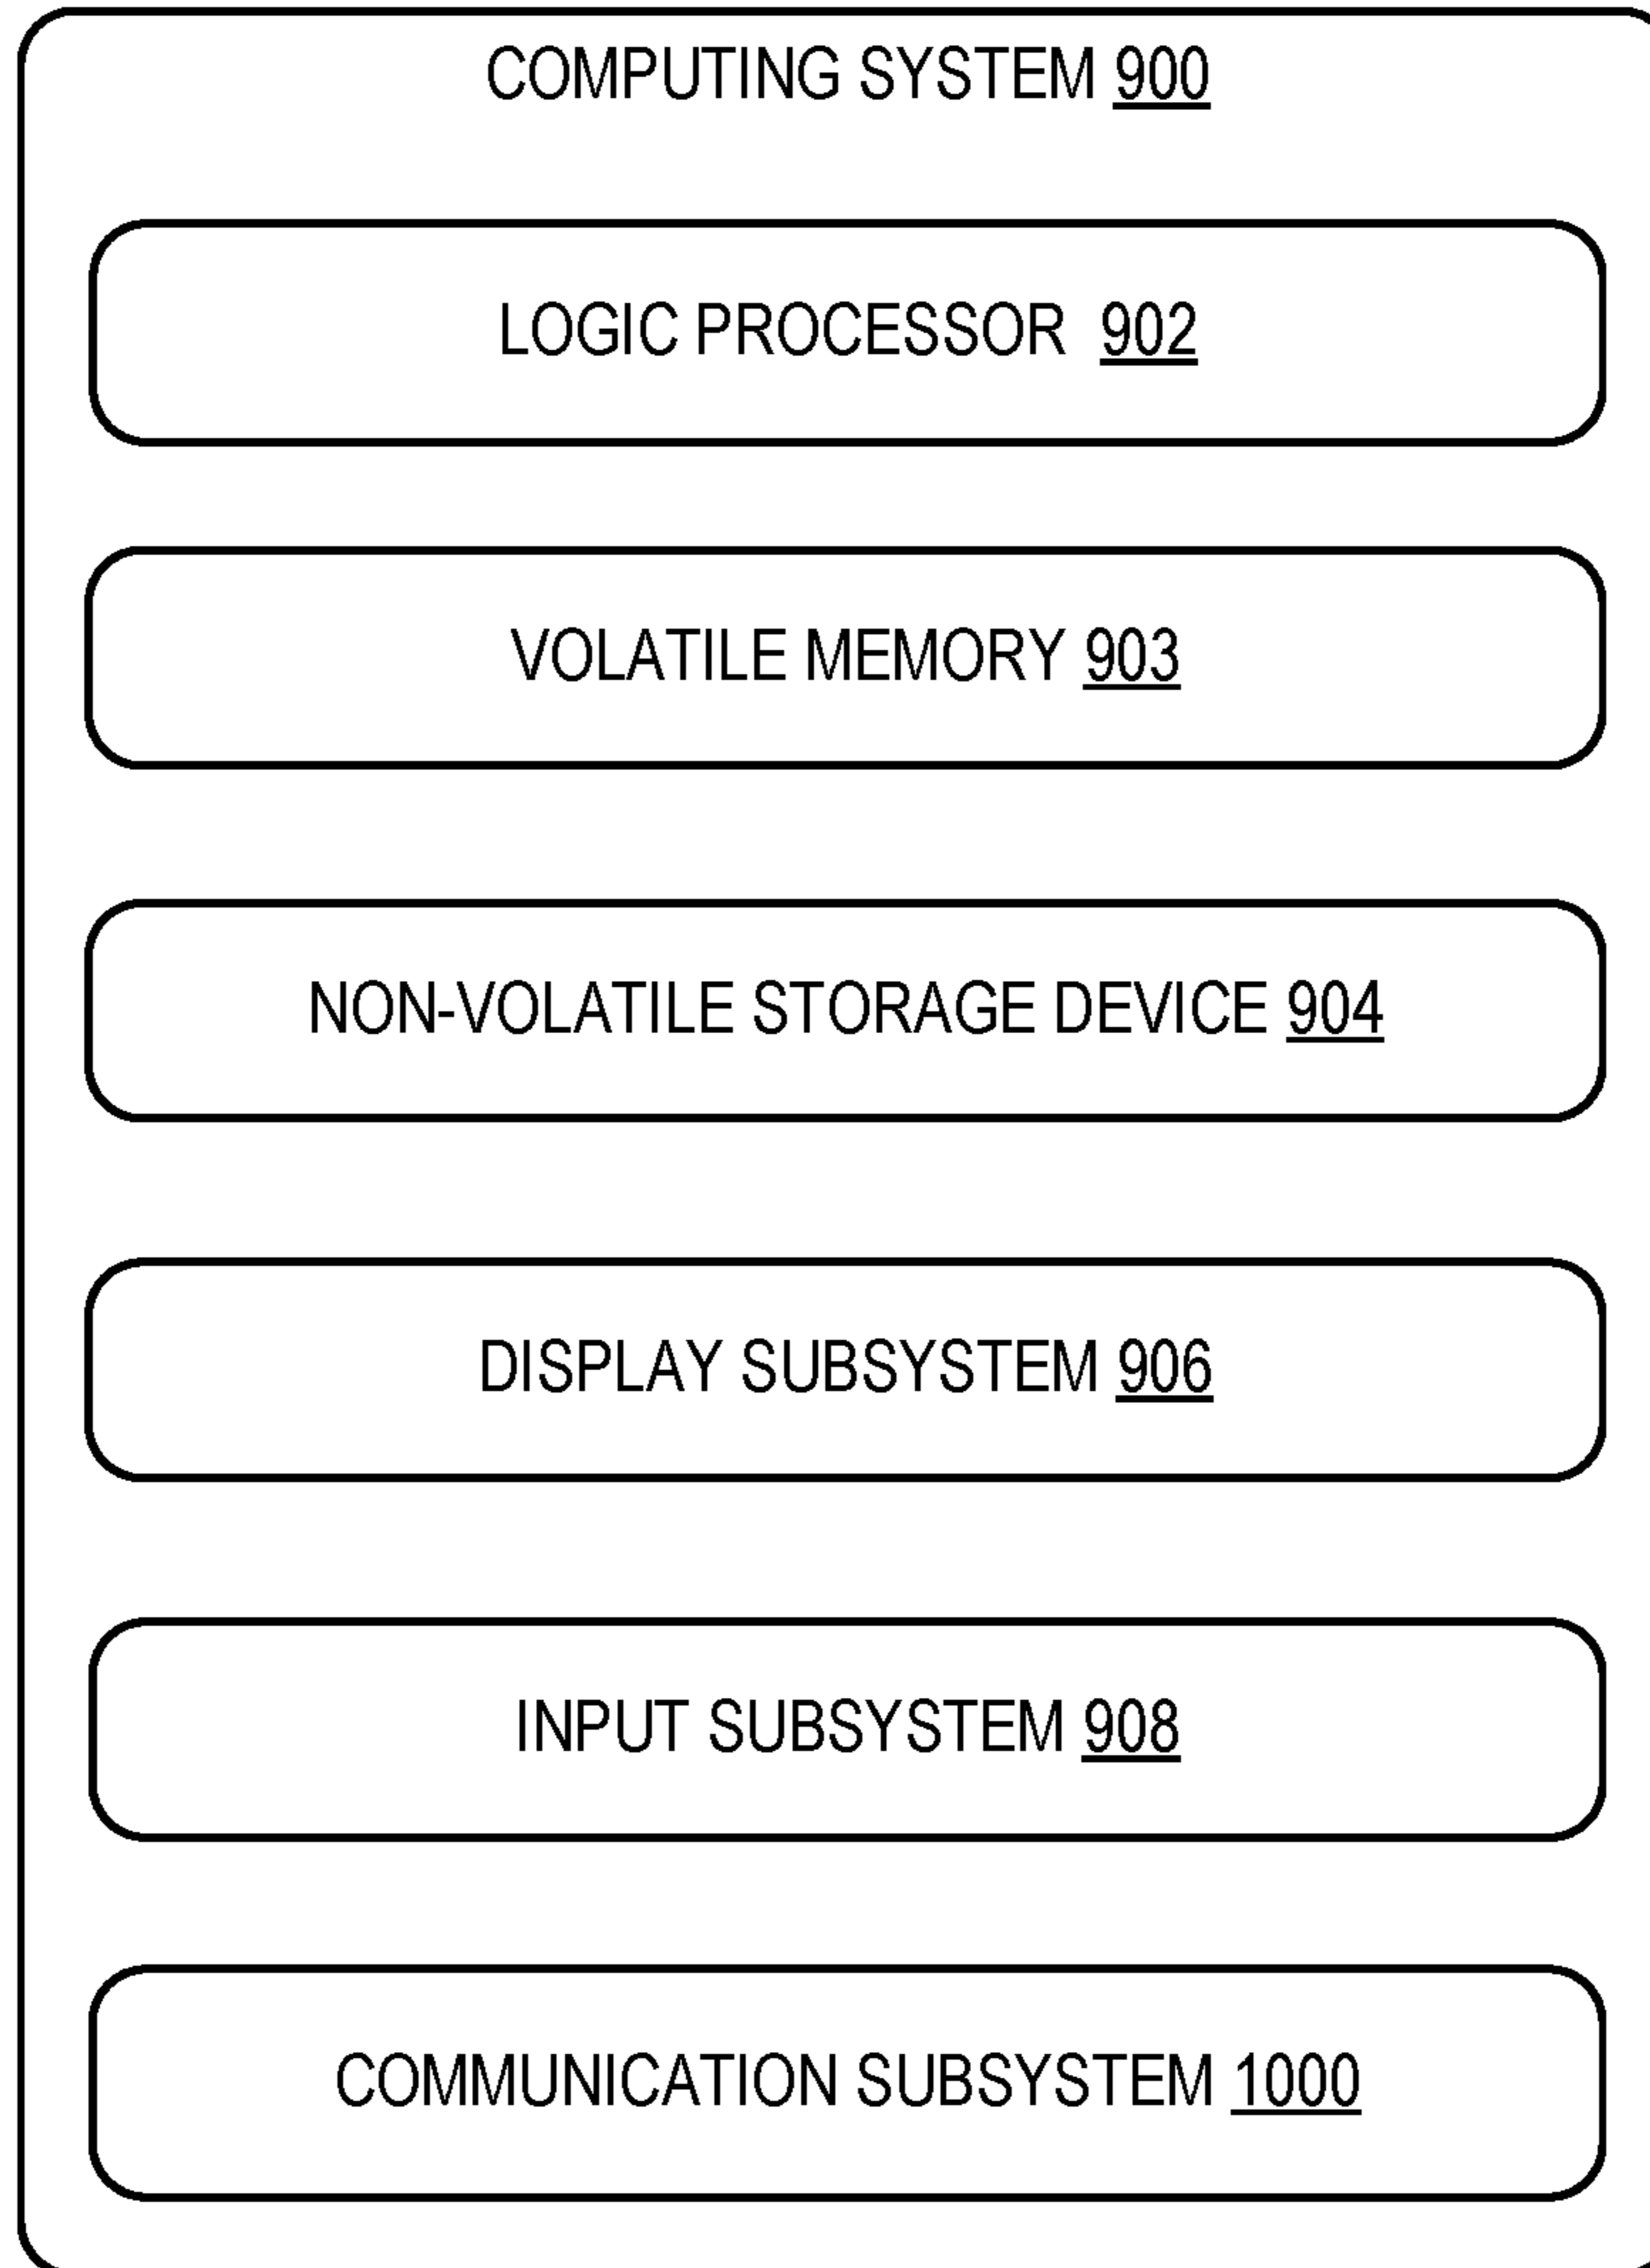 COMPUTING SYSTEM 900
LOGIC PROCESSOR 902
VOLATILE MEMORY 903
NON-VOLATILE STORAGE DEVICE 904
DISPLAY SUBSYSTEM 906
INPUT SUBSYSTEM 908
COMMUNICATION SUBSYSTEM 1000